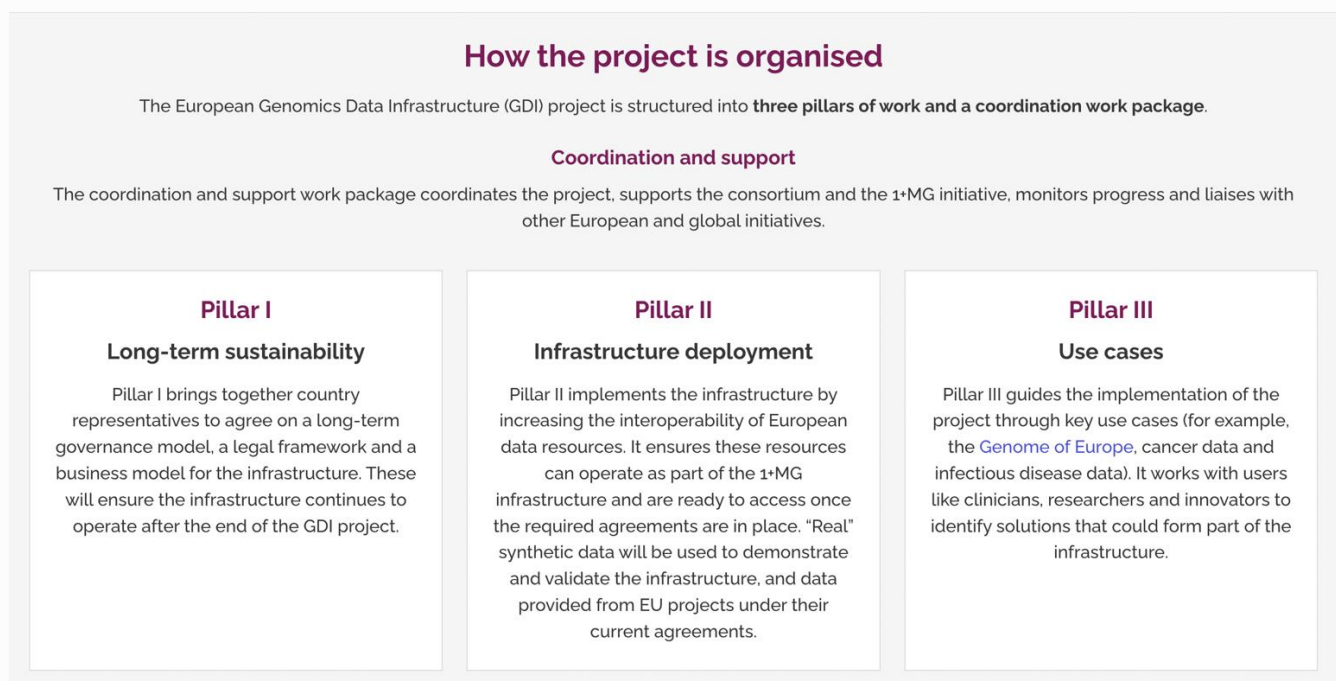 How the project is organised
The European Genomics Data Infrastructure (GDI) project is structured into three pillars of work and a coordination work package.
Coordination and support
The coordination and support work package coordinates the project, supports the consortium and the 1+MG initiative, monitors progress and liaises with
other European and global initiatives.
Pillar I
Long-term sustainability
Pillar I brings together country
representatives to agree on a long-term
governance model, a legal framework and a
business model for the infrastructure. These
will ensure the infrastructure continues to
operate after the end of the GDI project.
Pillar II
Infrastructure deployment
Pillar II implements the infrastructure by
increasing the interoperability of European
data resources. It ensures these resources
can operate as part of the 1+MG
infrastructure and are ready to access once
the required agreements are in place. “Real”
synthetic data will be used to demonstrate
and validate the infrastructure, and data
provided from EU projects under their
current agreements.
Pillar III
Use cases
Pillar III guides the implementation of the
project through key use cases (for example,
the Genome of Europe, cancer data and
infectious disease data). It works with users
like clinicians, researchers and innovators to
identify solutions that could form part of the
infrastructure.